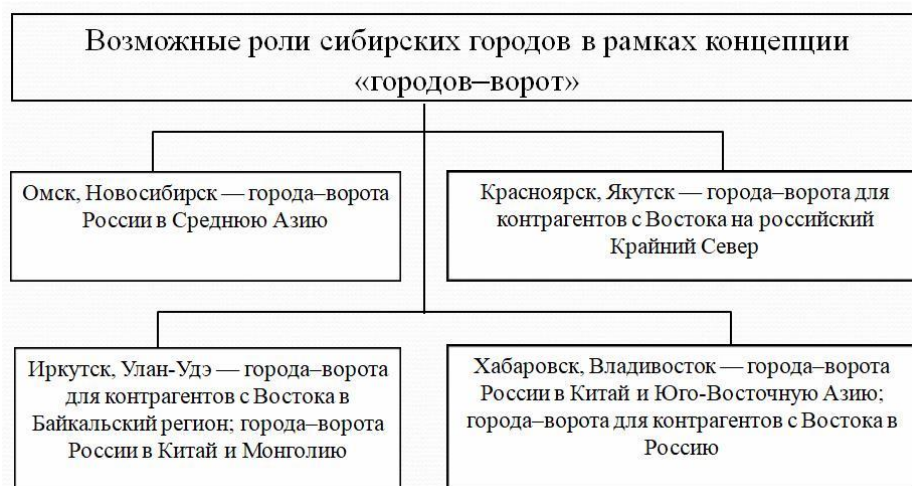 Возможные роли сибирских городов в рамках концепции
«городов–ворот»
Омск, Новосибирск — города–ворота
России в Среднюю Азию
Красноярск, Якутск — города–ворота для
контрагентов с Востока на российский
Крайний Север
Иркутск, Улан-Удэ — города–ворота
для контрагентов с Востока в
Байкальский регион; города–ворота
России в Китай и Монголию
Хабаровск, Владивосток — города–ворота
России в Китай и Юго-Восточную Азию;
города–ворота для контрагентов с Востока в
Россию